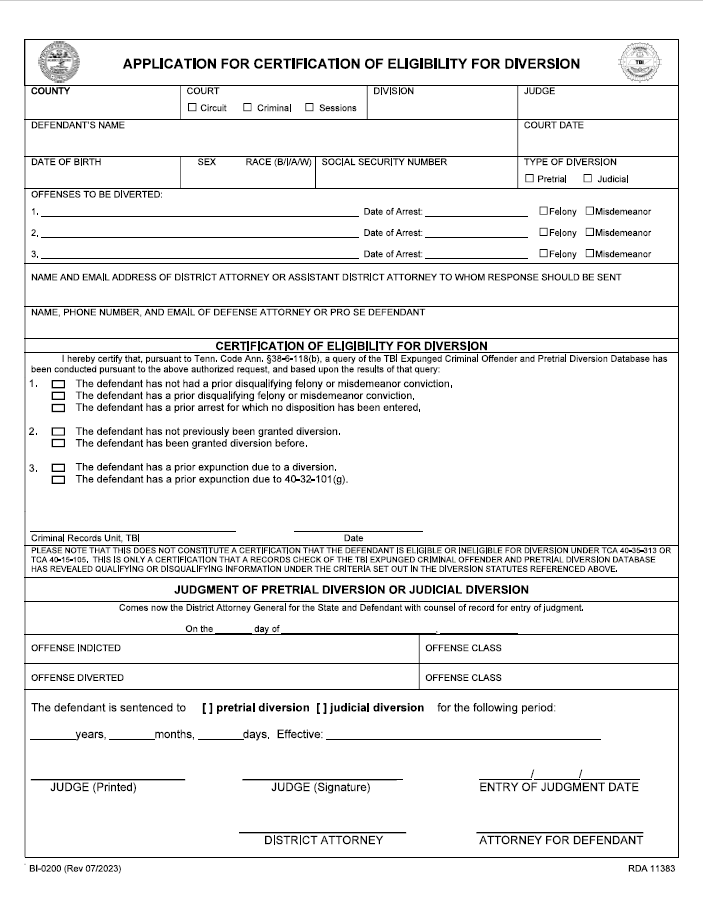 APPLICATION FOR CERTIFICATION OF ELIGIBILITY FOR DIVERSION
TBI
COUNTY COURT DIVISION JUDGE
☐ Circuit ☐ Criminal ☐ Sessions
DEFENDANT'S NAME COURT DATE
DATE OF BIRTH SEX RACE (B/I/A/W) SOCIAL SECURITY NUMBER TYPE OF DIVERSION
☐ Pretrial ☐ Judicial
OFFENSES TO BE DIVERTED:
1. ____ Date of Arrest: ____ ☐Felony ☐Misdemeanor
2. ____ Date of Arrest: ____ ☐Felony ☐Misdemeanor
3. ____ Date of Arrest: ____ ☐Felony ☐Misdemeanor
NAME AND EMAIL ADDRESS OF DISTRICT ATTORNEY OR ASSISTANT DISTRICT ATTORNEY TO WHOM RESPONSE SHOULD BE SENT
NAME, PHONE NUMBER, AND EMAIL OF DEFENSE ATTORNEY OR PRO SE DEFENDANT
CERTIFICATION OF ELIGIBILITY FOR DIVERSION
I hereby certify that, pursuant to Tenn. Code Ann. §38-6-118(b), a query of the TBI Expunged Criminal Offender and Pretrial Diversion Database has
been conducted pursuant to the above authorized request, and based upon the results of that query:
1. ☐ The defendant has not had a prior disqualifying felony or misdemeanor conviction.
☐ The defendant has a prior disqualifying felony or misdemeanor conviction.
☐ The defendant has a prior arrest for which no disposition has been entered.
2. ☐ The defendant has not previously been granted diversion.
☐ The defendant has been granted diversion before.
3. ☐ The defendant has a prior expunction due to a diversion.
☐ The defendant has a prior expunction due to 40-32-101(g).
Criminal Records Unit, TBI Date
PLEASE NOTE THAT THIS DOES NOT CONSTITUTE A CERTIFICATION THAT THE DEFENDANT IS ELIGIBLE OR INELIGIBLE FOR DIVERSION UNDER TCA 40-35-313 OR
TCA 40-15-105. THIS IS ONLY A CERTIFICATION THAT A RECORDS CHECK OF THE TBI EXPUNGED CRIMINAL OFFENDER AND PRETRIAL DIVERSION DATABASE
HAS REVEALED QUALIFYING OR DISQUALIFYING INFORMATION UNDER THE CRITERIA SET OUT IN THE DIVERSION STATUTES REFERENCED ABOVE.
JUDGMENT OF PRETRIAL DIVERSION OR JUDICIAL DIVERSION
Comes now the District Attorney General for the State and Defendant with counsel of record for entry of judgment.
On the ____ day of ____, ____
OFFENSE INDICTED OFFENSE CLASS
OFFENSE DIVERTED OFFENSE CLASS
The defendant is sentenced to [ ] pretrial diversion [ ] judicial diversion for the following period:
____years, ____months, ____days, Effective: ____
____/____/____
JUDGE (Printed) JUDGE (Signature) ENTRY OF JUDGMENT DATE
DISTRICT ATTORNEY ATTORNEY FOR DEFENDANT
BI-0200 (Rev 07/2023) RDA 11383